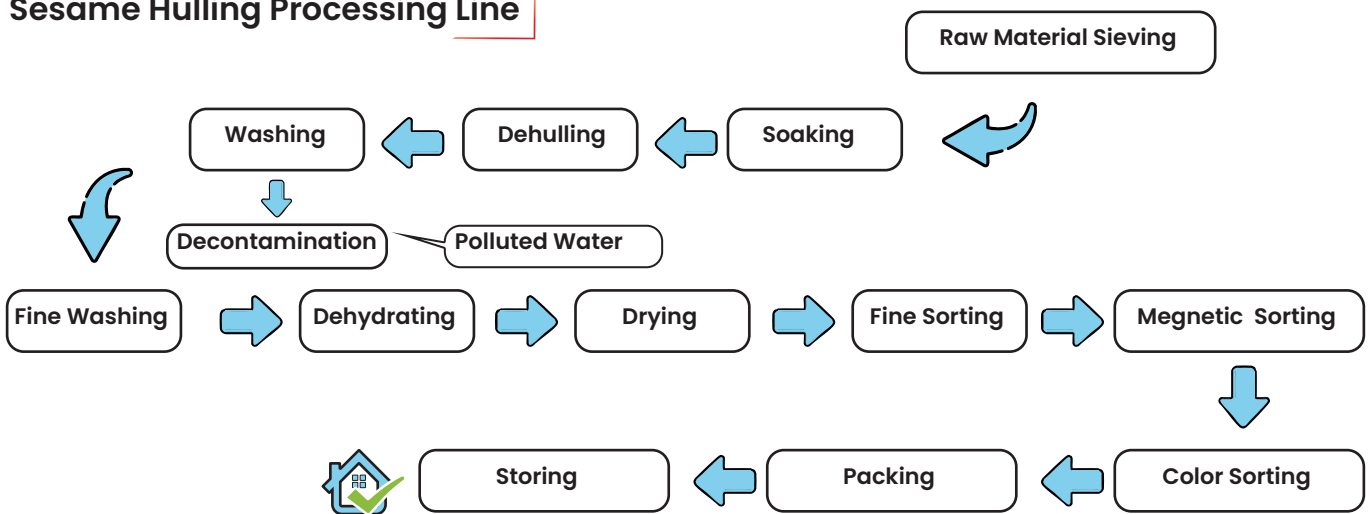 Sesame Hulling Processing Line
Raw Material Sieving
Soaking
Dehulling
Washing
Decontamination
Polluted Water
Fine Washing
Dehydrating
Drying
Fine Sorting
Megnetic Sorting
Color Sorting
Packing
Storing